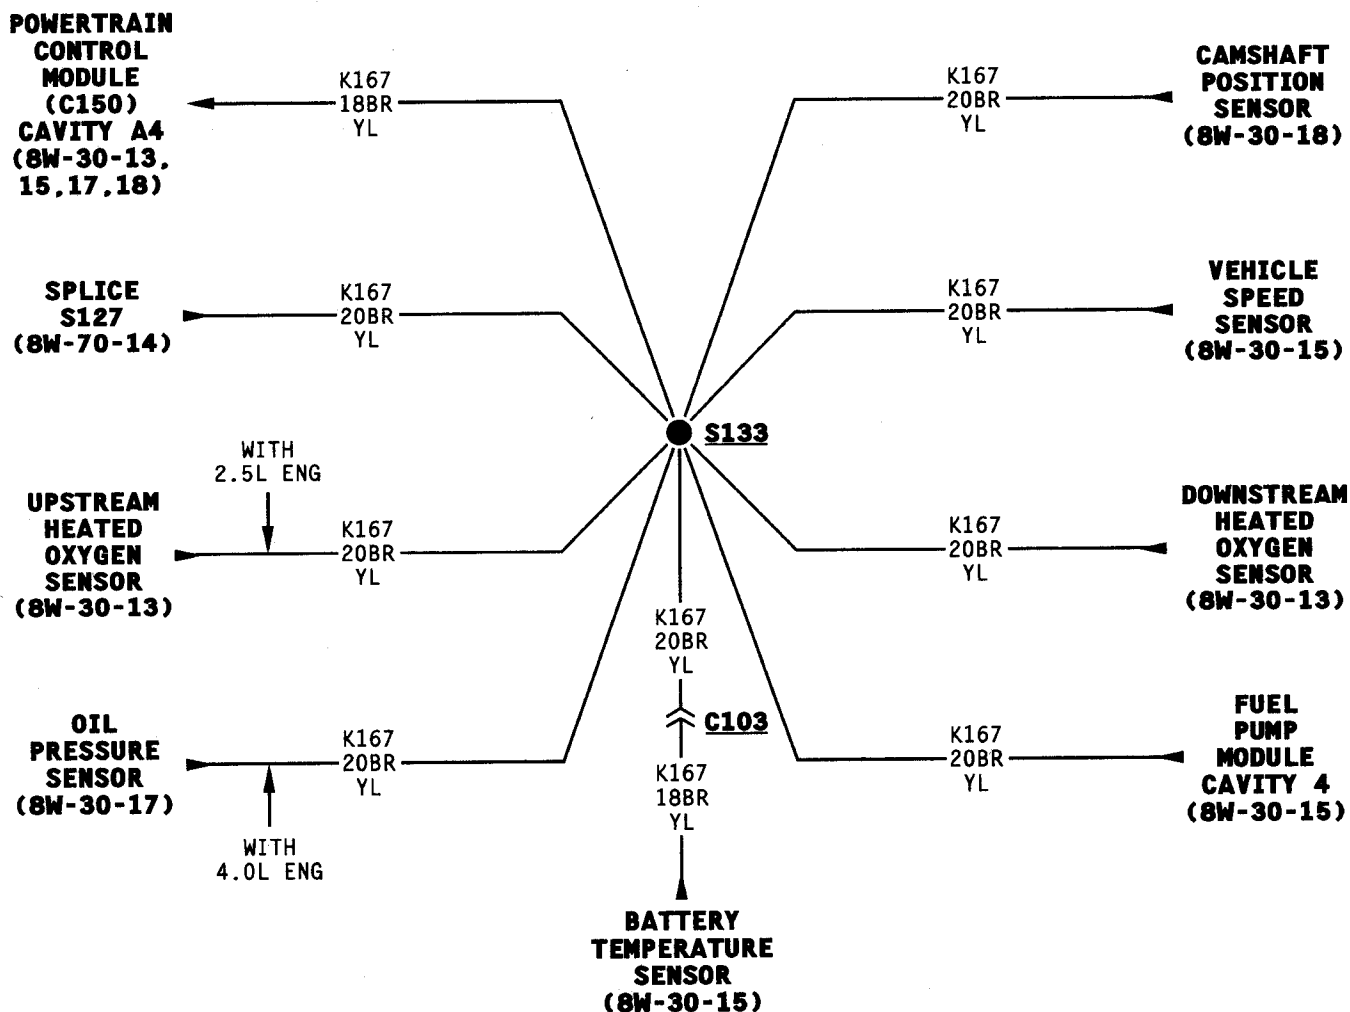 POWERTRAIN
CONTROL
MODULE
(C150)
CAVITY A4
(8W-30-13,
15,17,18)
K167
18BR
YL
K167
20BR
YL
CAMSHAFT
POSITION
SENSOR
(8W-30-18)
SPLICE
S127
(8W-70-14)
K167
20BR
YL
K167
20BR
YL
VEHICLE
SPEED
SENSOR
(8W-30-15)
S133
WITH
2.5L ENG
UPSTREAM
HEATED
OXYGEN
SENSOR
(8W-30-13)
K167
20BR
YL
K167
20BR
YL
DOWNSTREAM
HEATED
OXYGEN
SENSOR
(8W-30-13)
K167
20BR
YL
C103
K167
18BR
YL
OIL
PRESSURE
SENSOR
(8W-30-17)
K167
20BR
YL
WITH
4.0L ENG
K167
20BR
YL
FUEL
PUMP
MODULE
CAVITY 4
(8W-30-15)
BATTERY
TEMPERATURE
SENSOR
(8W-30-15)